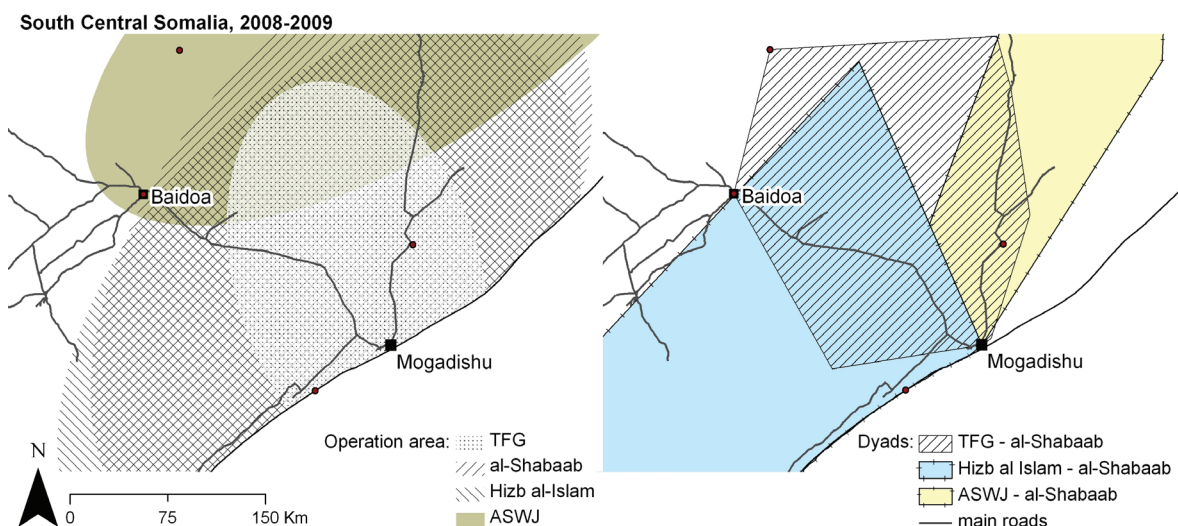 South Central Somalia, 2008-2009
Baidoa
Mogadishu
N
0 75 150 Km
Operation area:
TFG
al-Shabaab
Hizb al-Islam
ASWJ
Baidoa
Mogadishu
Dyads:
TFG - al-Shabaab
Hizb al Islam - al-Shabaab
ASWJ - al-Shabaab
main roads